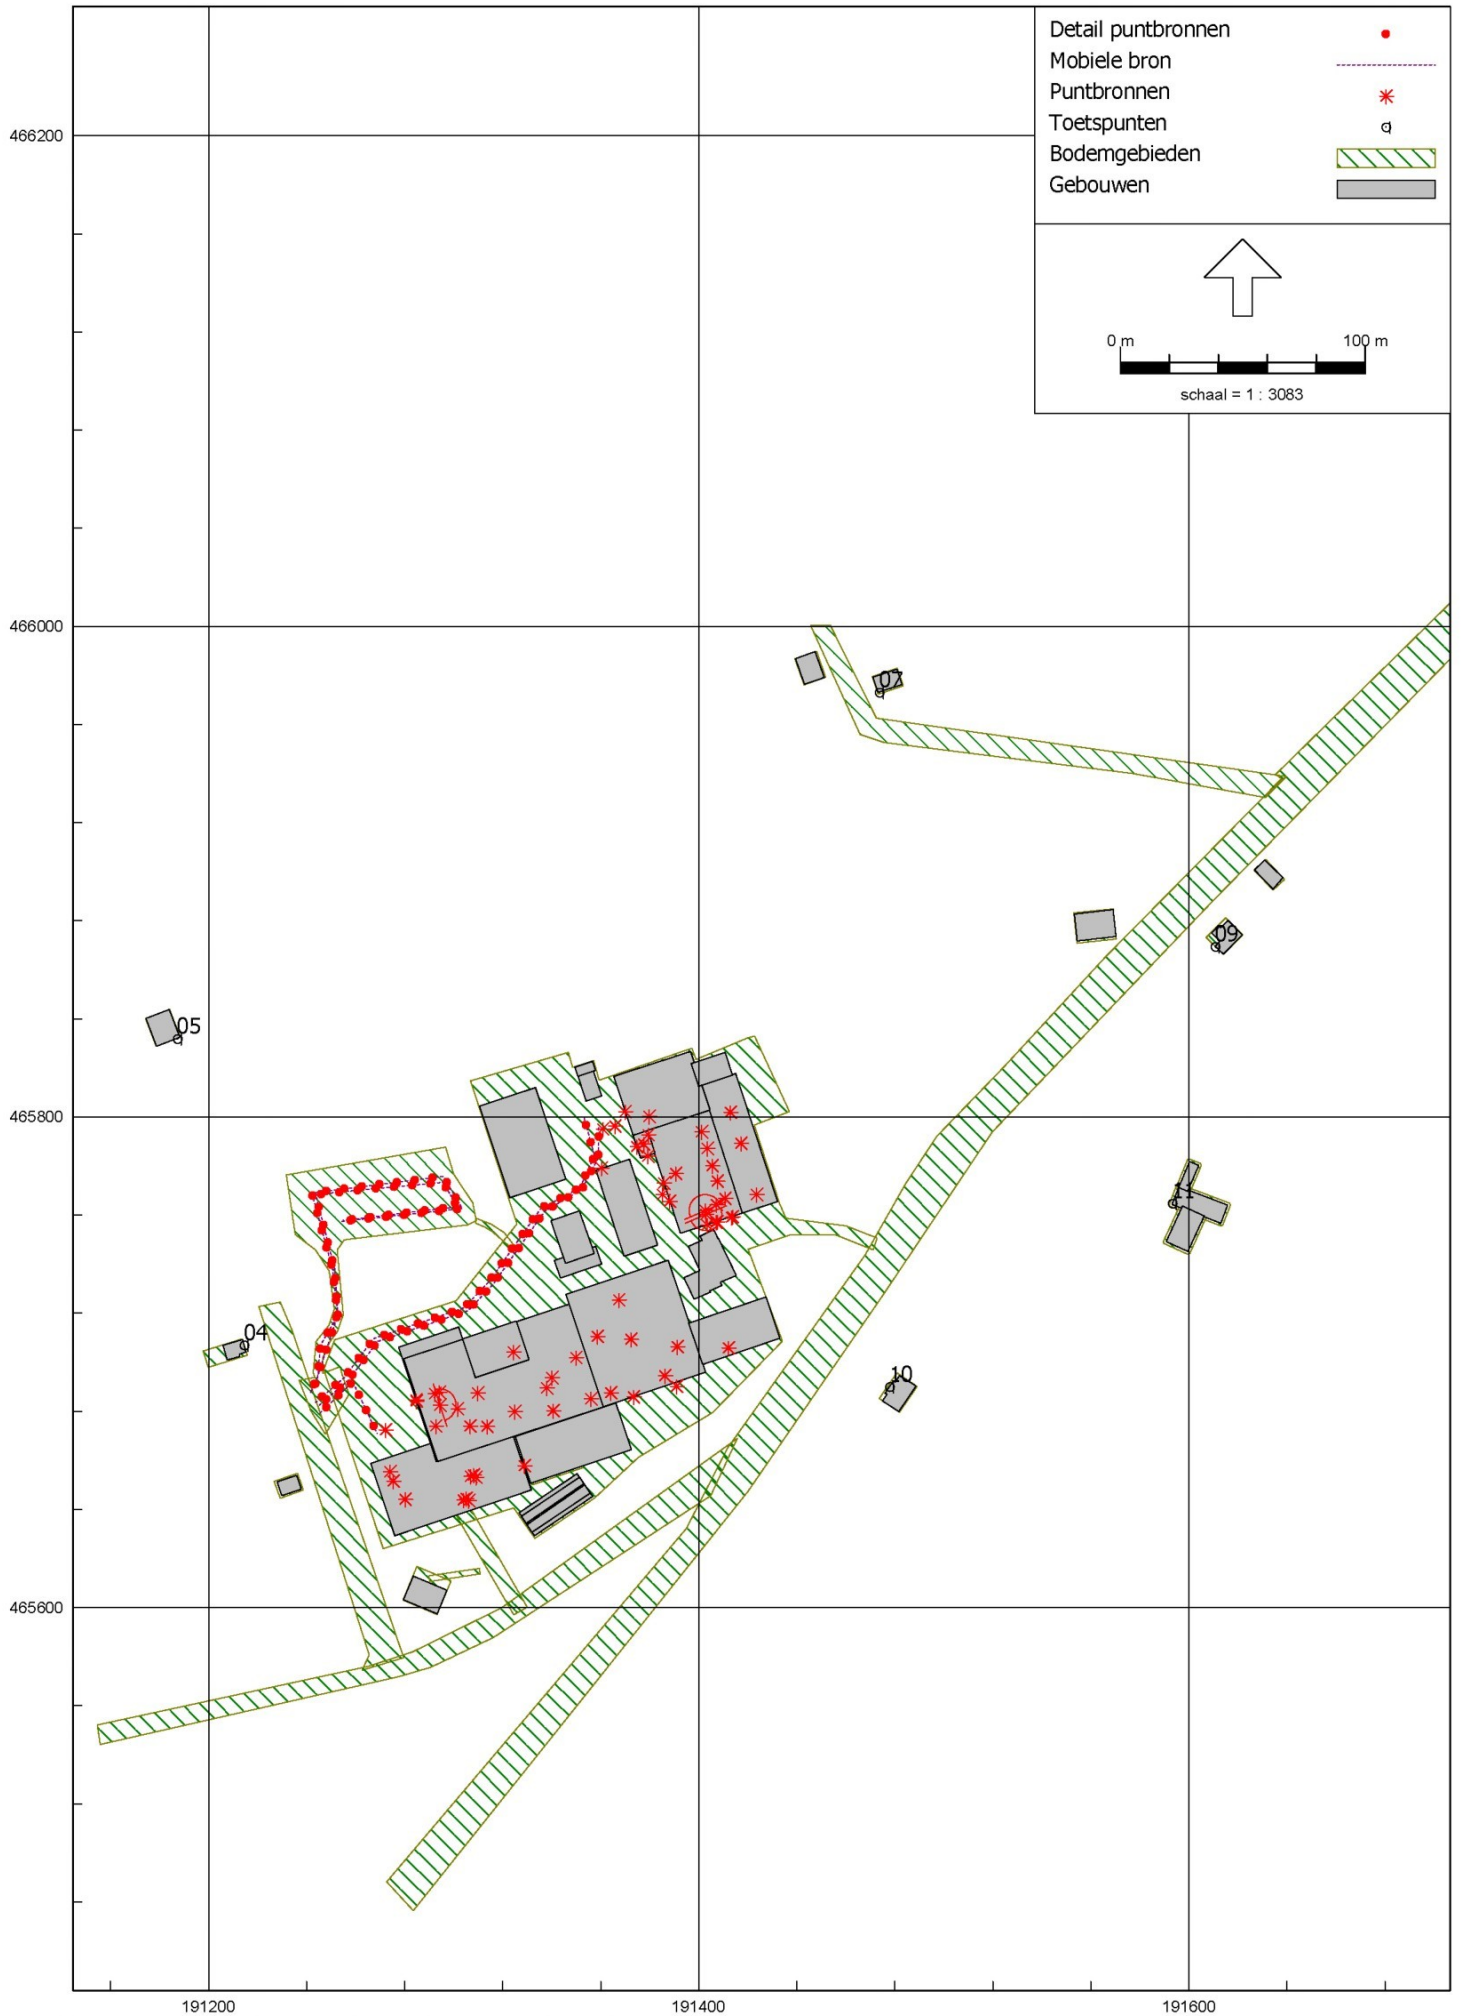 Detail puntbronnen
Mobiele bron
Puntbronnen
Toetspunten
Bodemgebieden
Gebouwen
0 m 100 m
schaal = 1 : 3083
466200
466000
07
09
05
465800
11
04
10
465600
191200 191400 191600